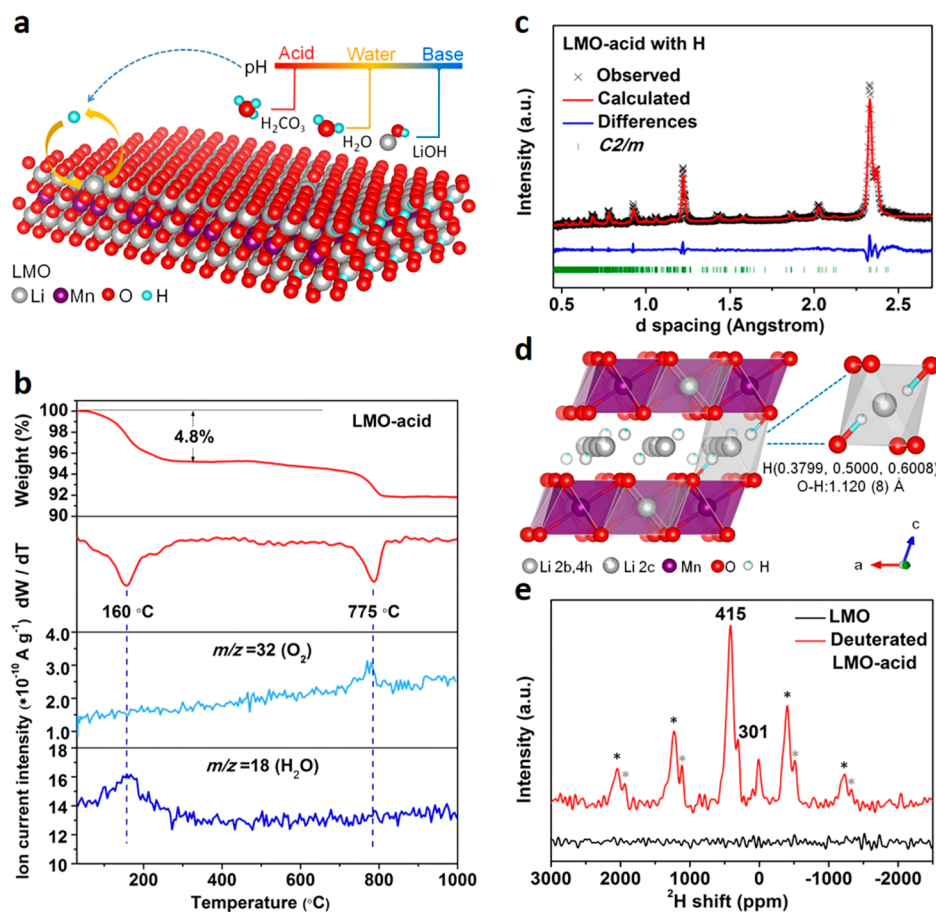 a
pH
Acid
Water
Base
H₂CO₃
H₂O
LiOH
LMO
Li
Mn
O
H
b
LMO-acid
100
98
96
94
92
90
4.8%
Weight (%)
dW / dT
160 °C
775 °C
4.0
3.0
2.0
1.0
m/z =32 (O₂)
16
14
12
10
18
m/z =18 (H₂O)
Ion current intensity (*10⁻¹⁰ A g⁻¹)
0
200
400
600
800
1000
Temperature (°C)
c
LMO-acid with H
Observed
Calculated
Differences
C2/m
Intensity (a.u.)
0.5
1.0
1.5
2.0
2.5
d spacing (Angstrom)
d
H(0.3799, 0.5000, 0.6008)
O-H:1.120 (8) Å
Li 2b,4h
Li 2c
Mn
O
H
c
a
e
415
301
LMO
Deuterated
LMO-acid
*
*
*
*
*
*
*
*
Intensity (a.u.)
3000
2000
1000
0
-1000
-2000
²H shift (ppm)